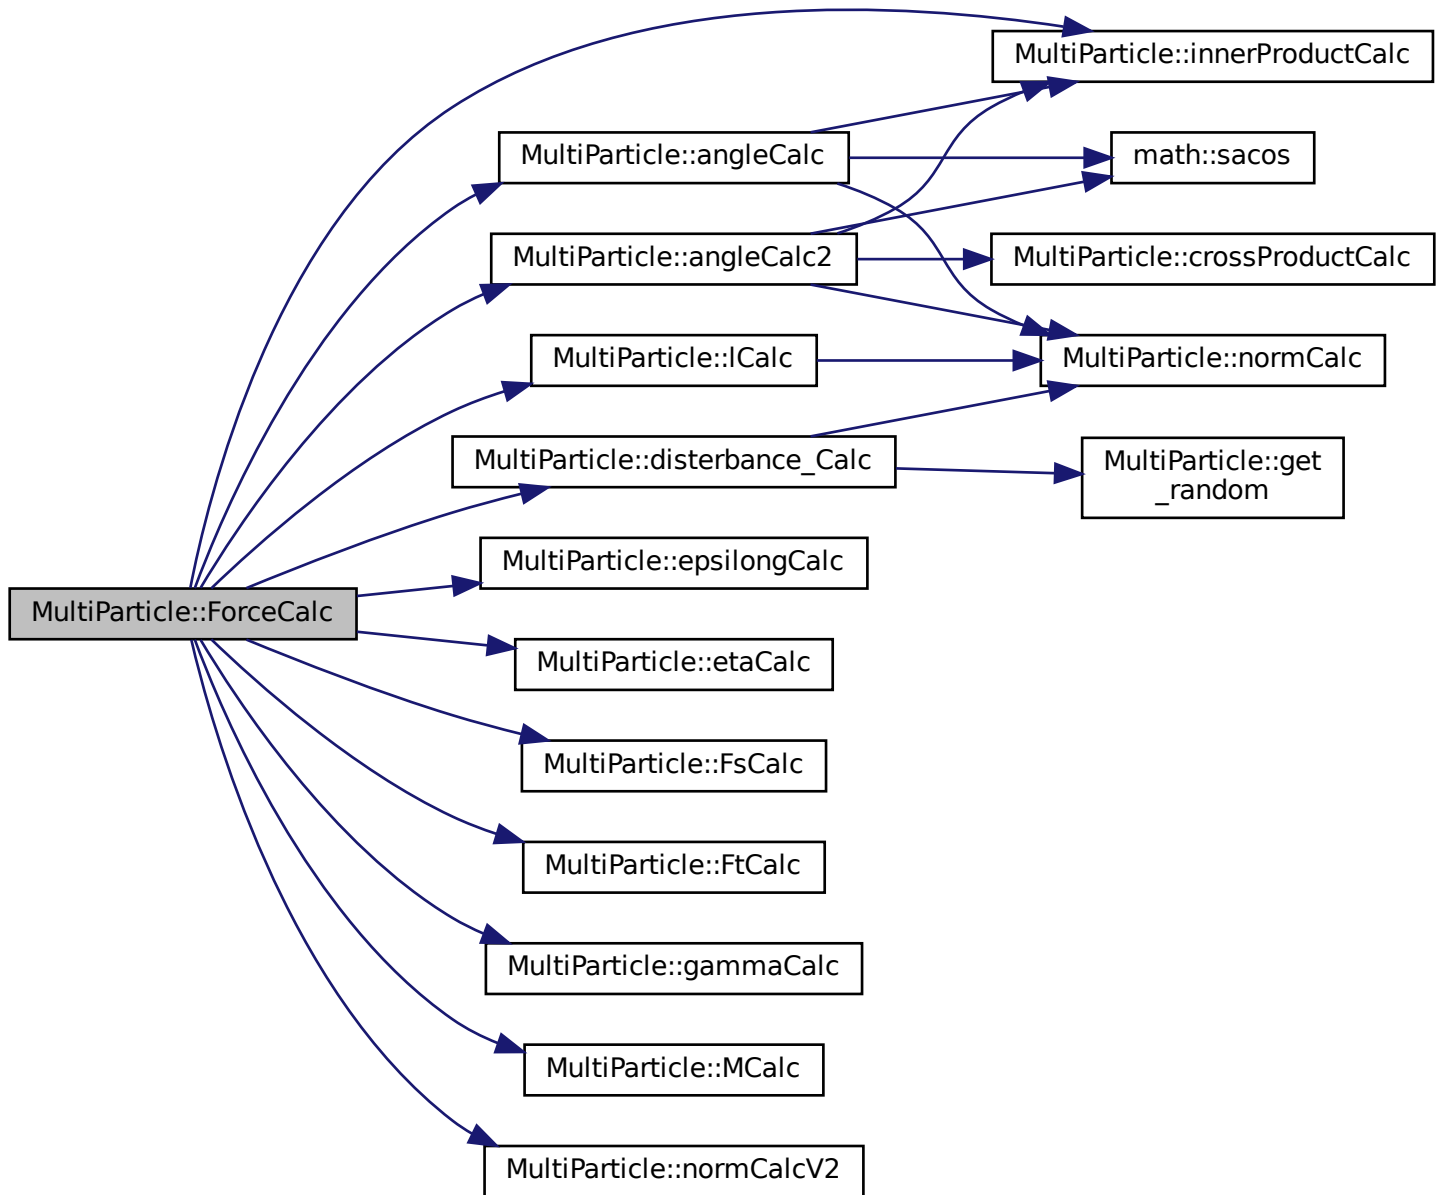 MultiParticle::innerProductCalc
MultiParticle::angleCalc
math::sacos
MultiParticle::angleCalc2
MultiParticle::crossProductCalc
MultiParticle::lCalc
MultiParticle::normCalc
MultiParticle::disterbance_Calc
MultiParticle::get
_random
MultiParticle::epsilongCalc
MultiParticle::ForceCalc
MultiParticle::etaCalc
MultiParticle::FsCalc
MultiParticle::FtCalc
MultiParticle::gammaCalc
MultiParticle::MCalc
MultiParticle::normCalcV2